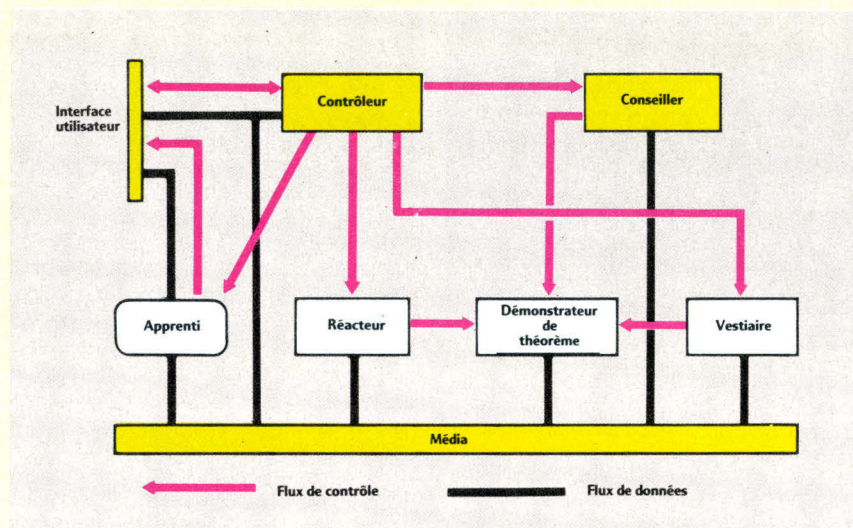 Interface
utilisateur
Contrôleur
Conseiller
Apprenti
Réacteur
Démonstrateur
de
théorème
Vestiaire
Média
Flux de contrôle
Flux de données